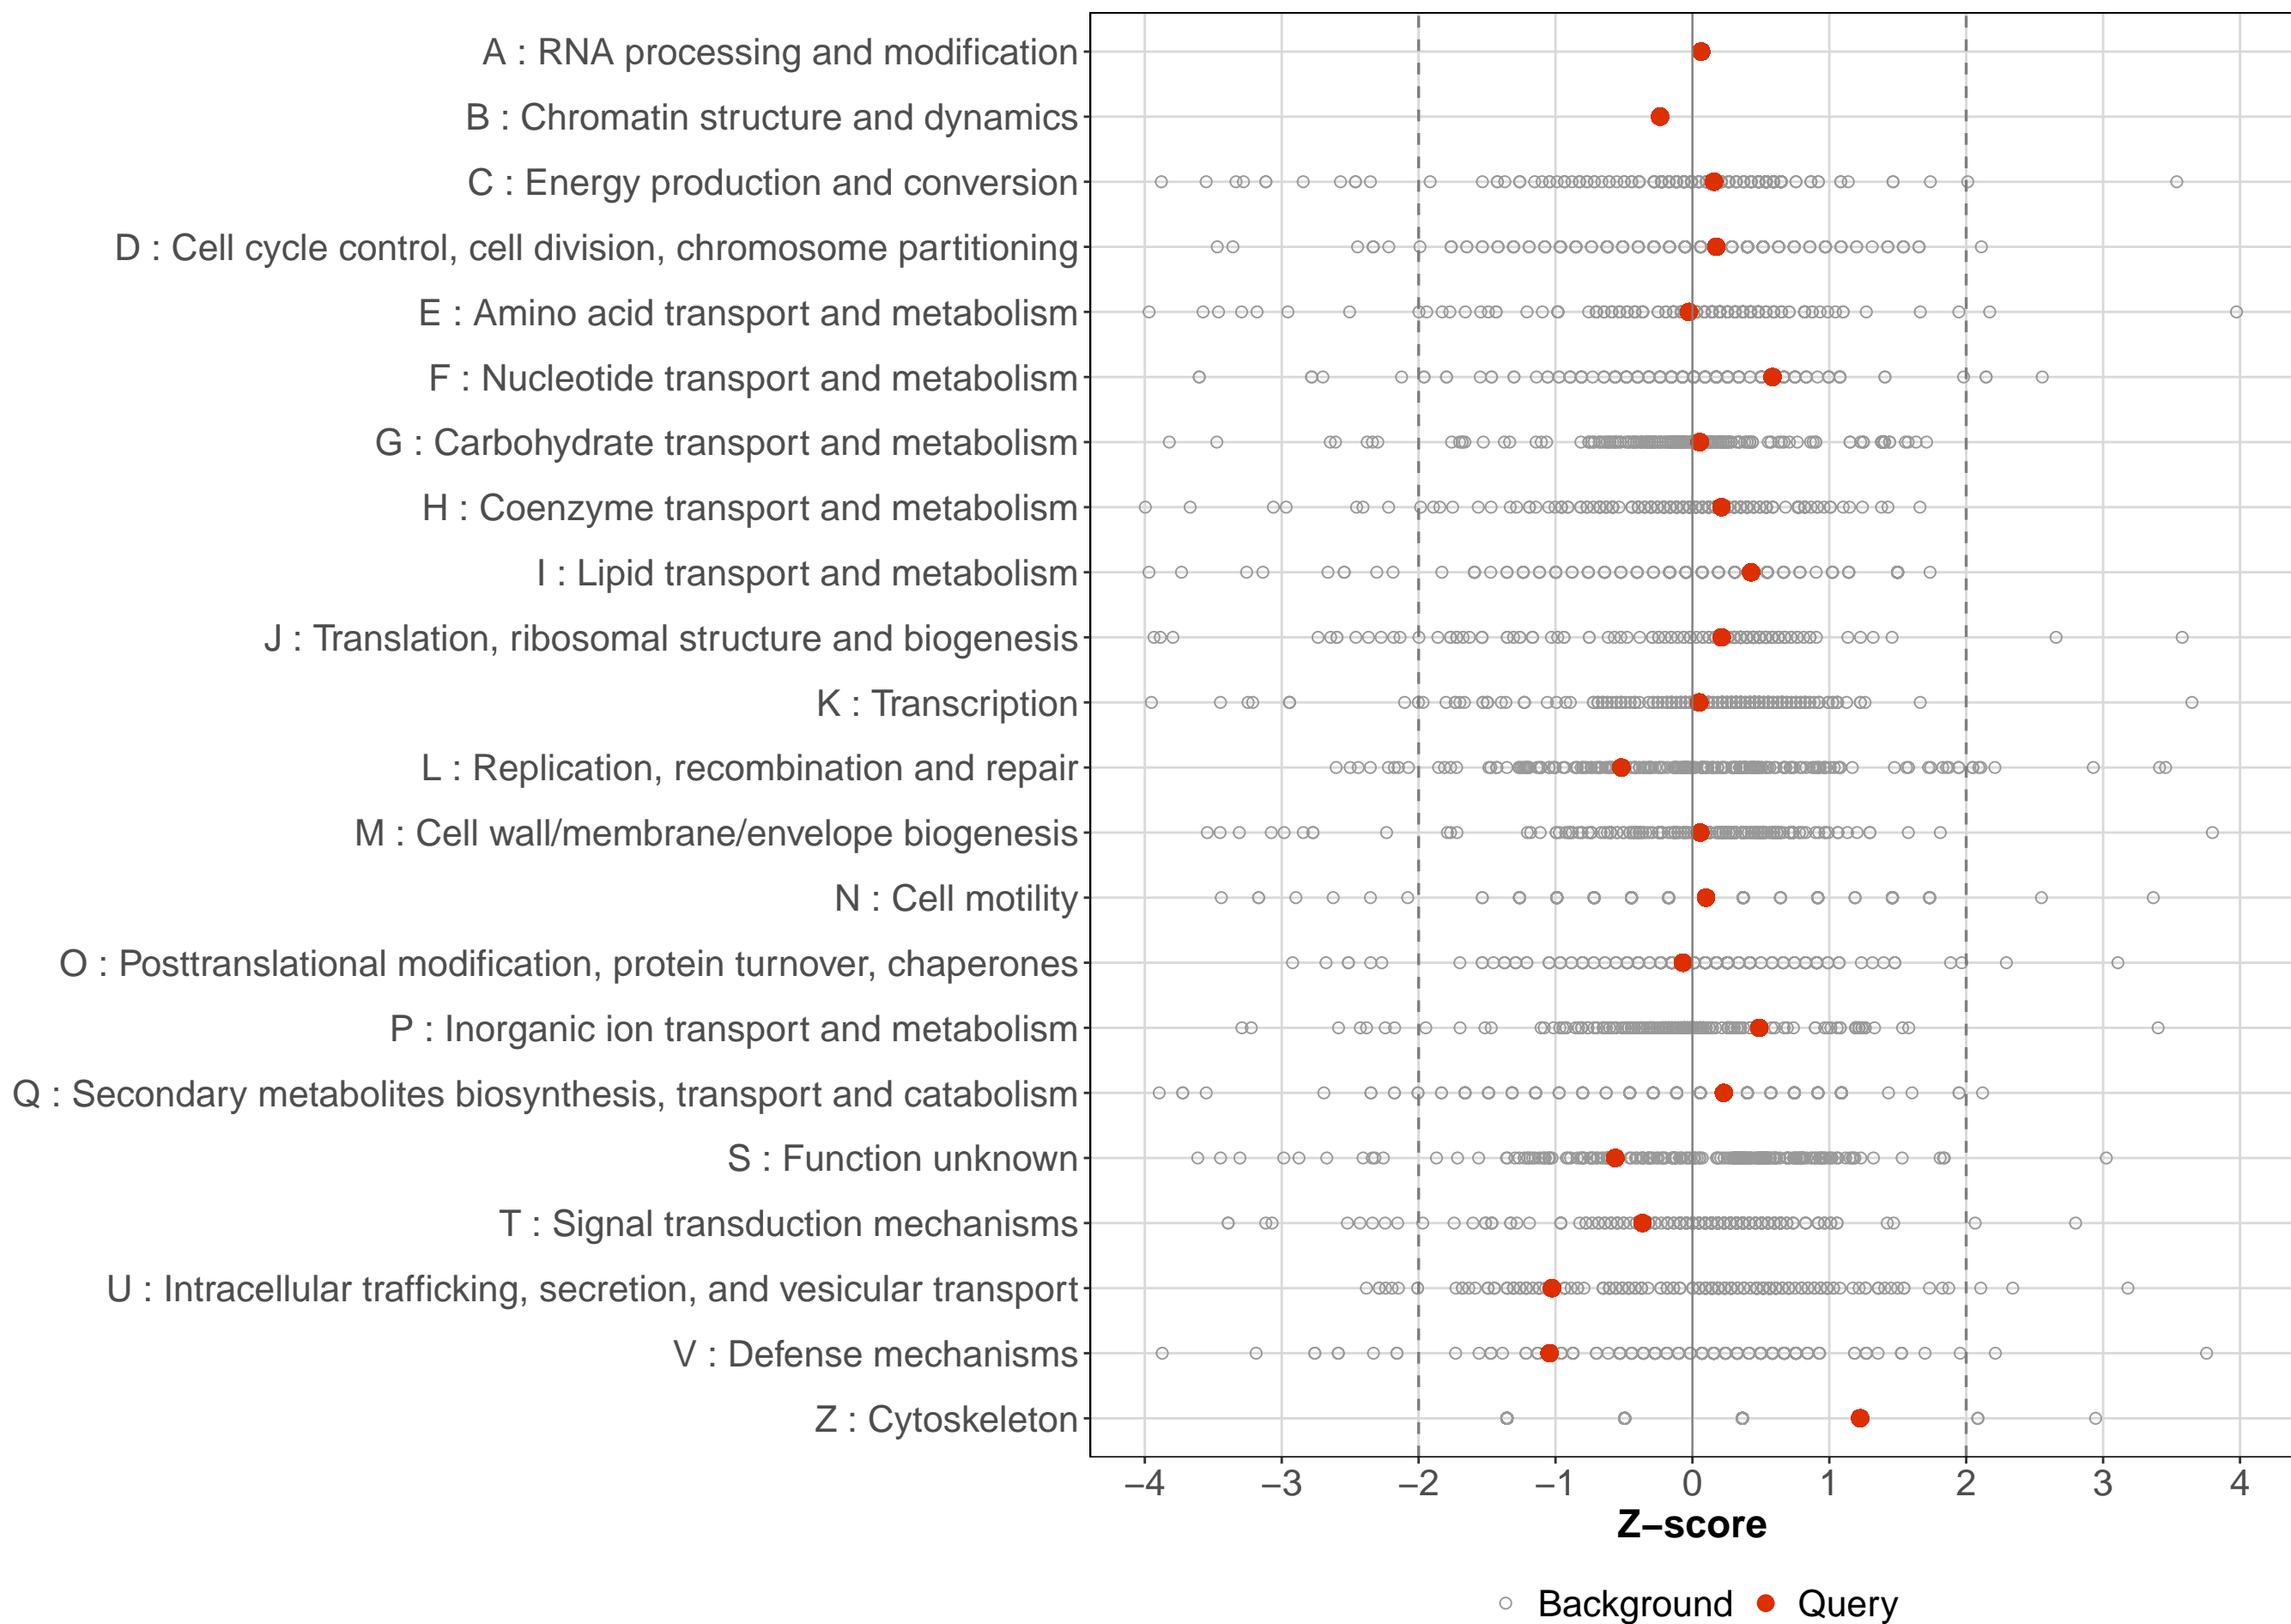 A : RNA processing and modification
B : Chromatin structure and dynamics
C : Energy production and conversion
D : Cell cycle control, cell division, chromosome partitioning
E : Amino acid transport and metabolism
F : Nucleotide transport and metabolism
G : Carbohydrate transport and metabolism
H : Coenzyme transport and metabolism
I : Lipid transport and metabolism
J : Translation, ribosomal structure and biogenesis
K : Transcription
L : Replication, recombination and repair
M : Cell wall/membrane/envelope biogenesis
N : Cell motility
O : Posttranslational modification, protein turnover, chaperones
P : Inorganic ion transport and metabolism
Q : Secondary metabolites biosynthesis, transport and catabolism
S : Function unknown
T : Signal transduction mechanisms
U : Intracellular trafficking, secretion, and vesicular transport
V : Defense mechanisms
Z : Cytoskeleton
−4 −3 −2 −1 0 1 2 3 4
Z−score
Background Query